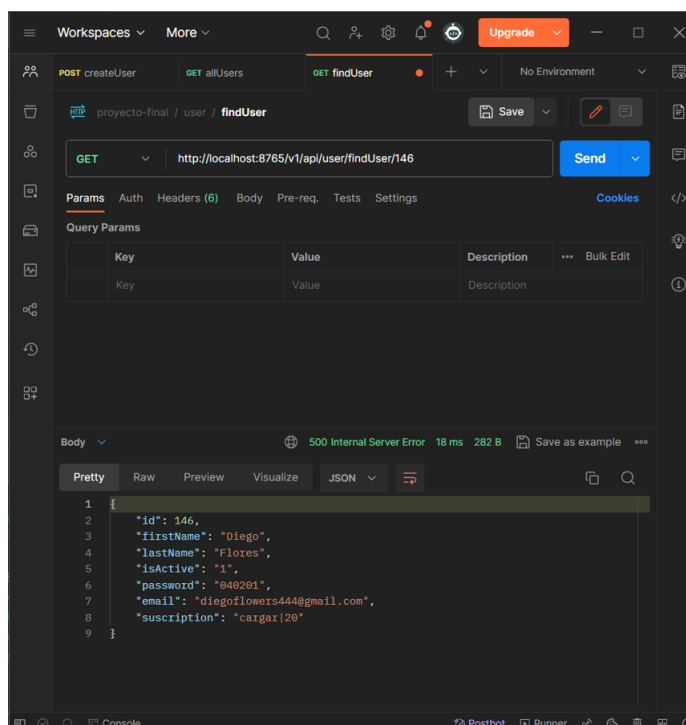 Workspaces More Upgrade
POST createUser GET allUsers GET findUser No Environment
HTTP proyecto-final / user / findUser Save
GET http://localhost:8765/v1/api/user/findUser/146 Send
Params Auth Headers (6) Body Pre-req. Tests Settings Cookies
Query Params
Key Value Description Bulk Edit
Key Value Description
Body 500 Internal Server Error 18 ms 282 B Save as example
Pretty Raw Preview Visualize JSON
1 {
2 "id": 146,
3 "firstName": "Diego",
4 "lastName": "Flores",
5 "isActive": "1",
6 "password": "040201",
7 "email": "diegoflowers444@gmail.com",
8 "suscription": "cargar|20"
9 }
Console Postbot Runner